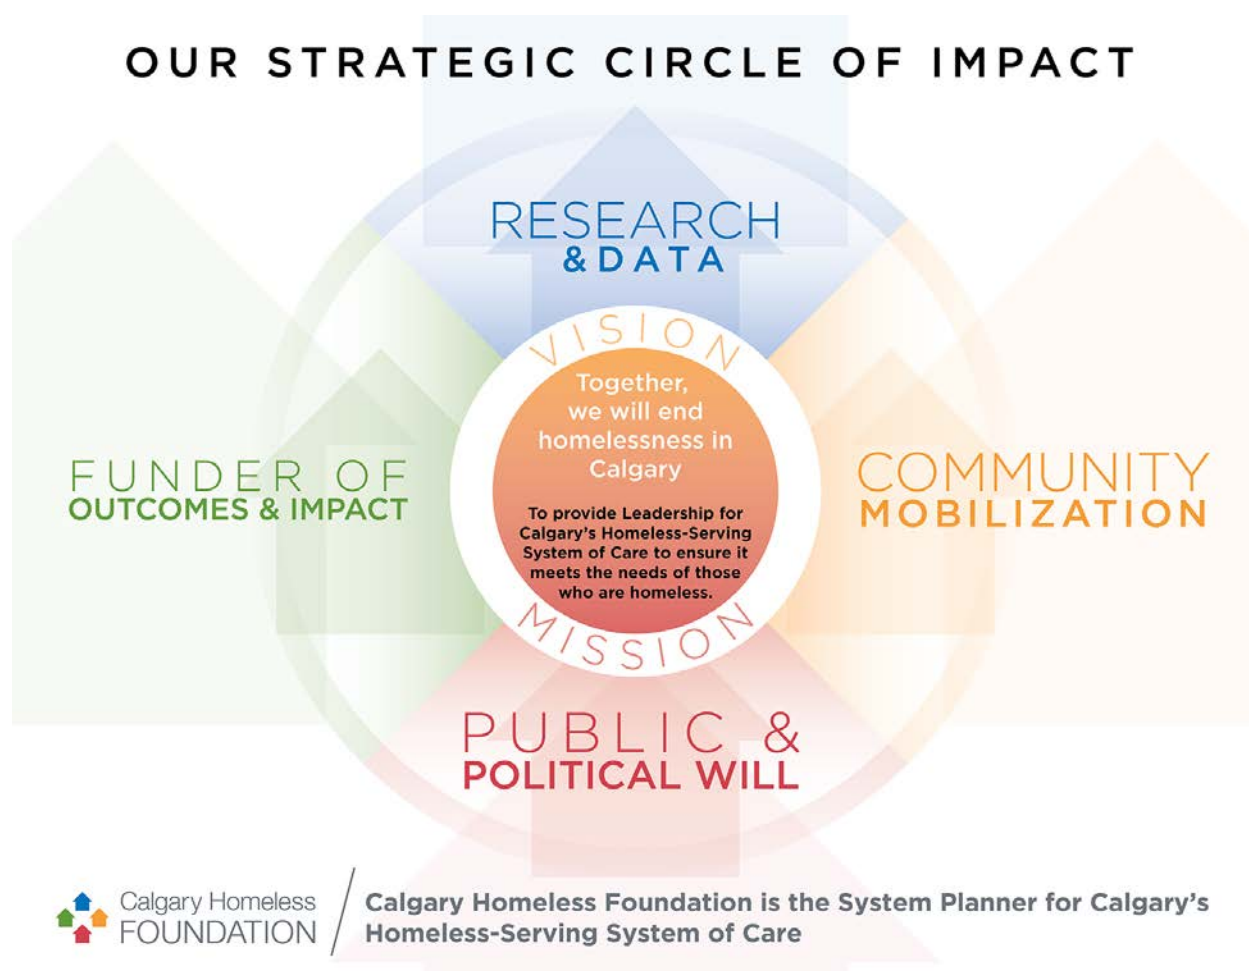 OUR STRATEGIC CIRCLE OF IMPACT
RESEARCH
& DATA
VISION
Together,
we will end
homelessness in
Calgary
FUNDER OF
OUTCOMES & IMPACT
COMMUNITY
MOBILIZATION
To provide Leadership for
Calgary's Homeless-Serving
System of Care to ensure it
meets the needs of those
who are homeless.
MISSION
PUBLIC &
POLITICAL WILL
Calgary Homeless
FOUNDATION
Calgary Homeless Foundation is the System Planner for Calgary's
Homeless-Serving System of Care